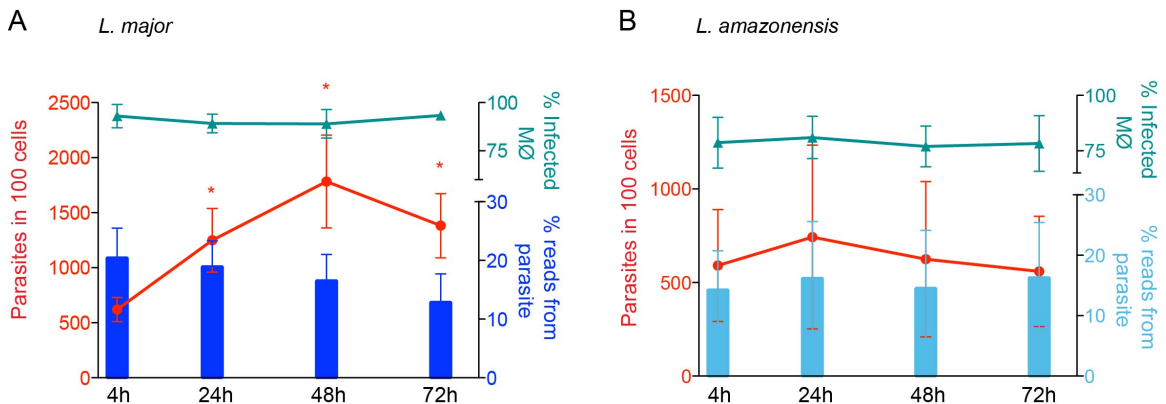 A
L. major
Parasites in 100 cells
2500
2000
1500
1000
500
0
*
*
*
100
75
% Infected
MØ
30
20
10
0
% reads from
parasite
4h
24h
48h
72h
B
L. amazonensis
Parasites in 100 cells
1500
1000
500
0
100
75
% Infected
MØ
30
20
10
0
% reads from
parasite
4h
24h
48h
72h